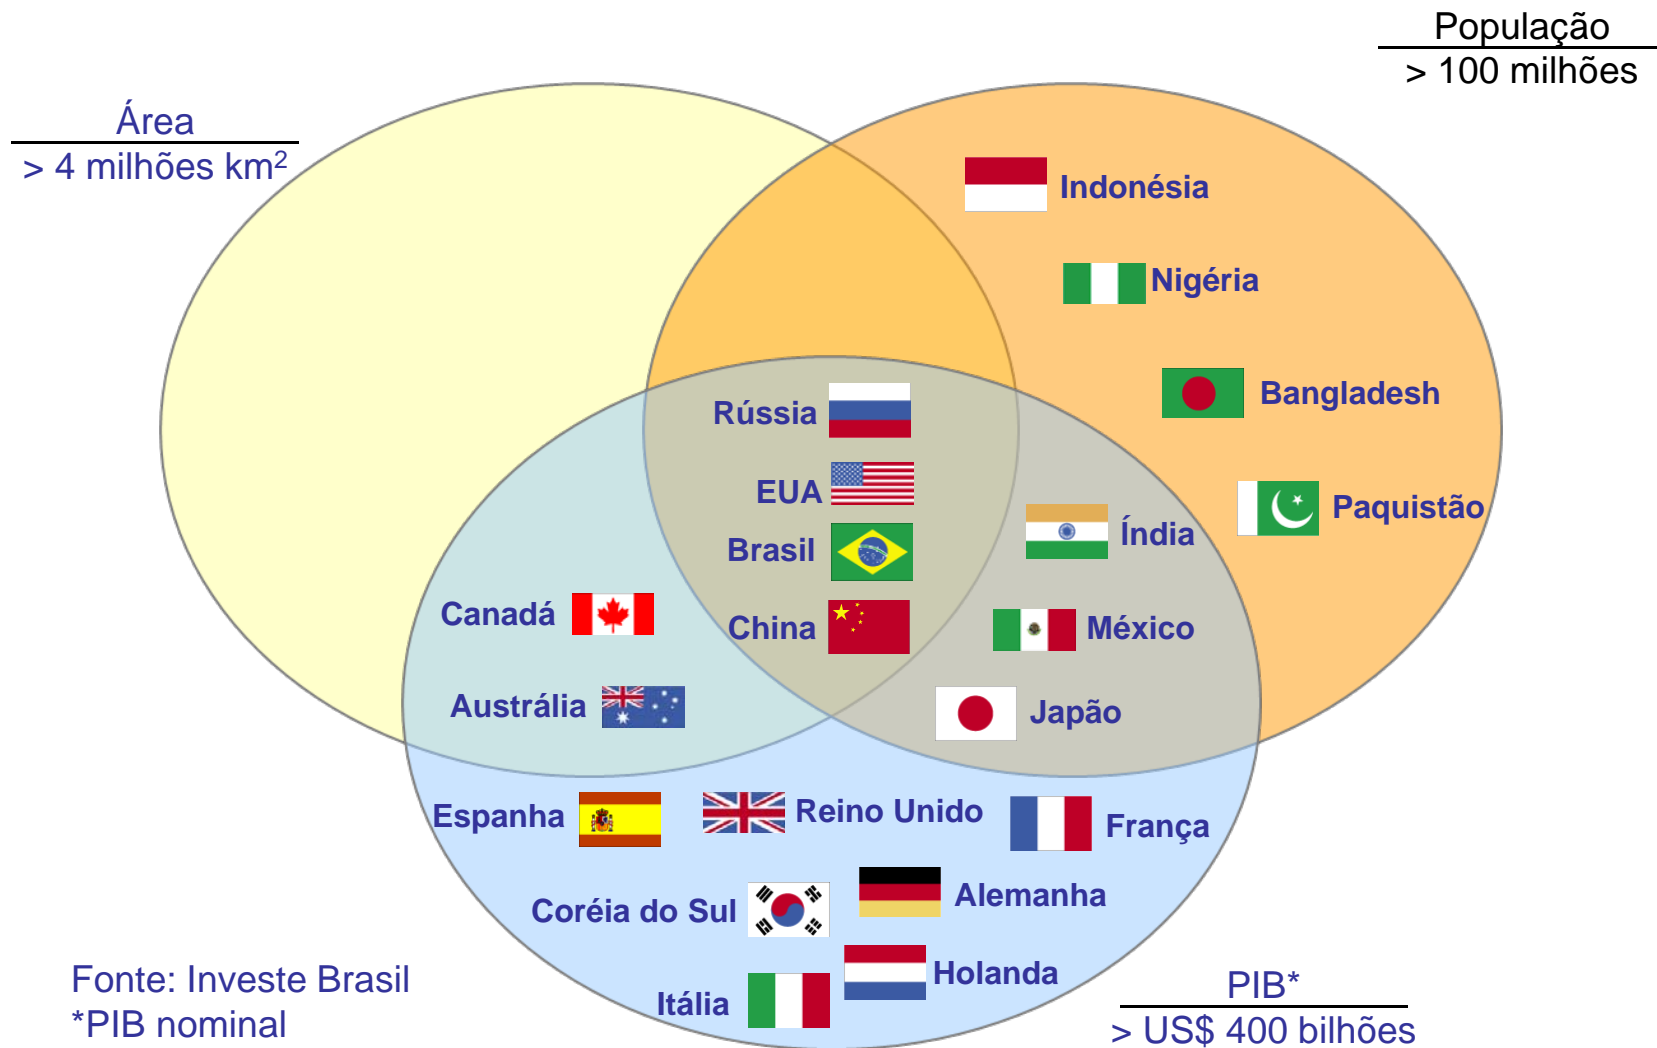 População
> 100 milhões
Área
> 4 milhões km²
Indonésia
Nigéria
Bangladesh
Rússia
EUA
Paquistão
Índia
Brasil
Canadá
China
México
Austrália
Japão
Espanha
Reino Unido
França
Alemanha
Coréia do Sul
Holanda
Itália
Fonte: Investe Brasil
*PIB nominal
PIB*
> US$ 400 bilhões